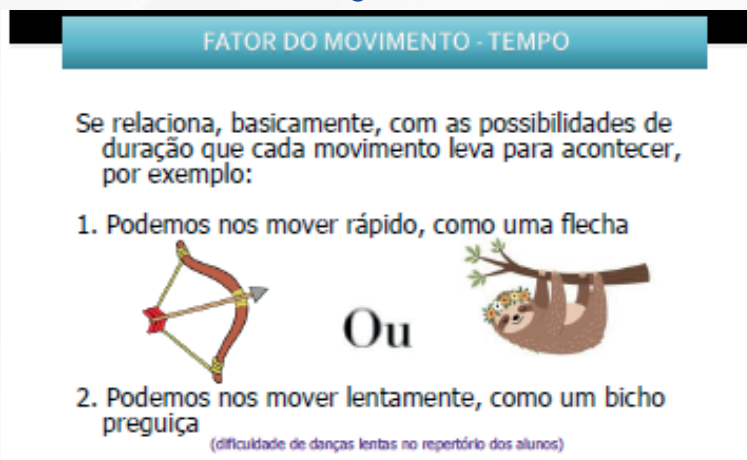 FATOR DO MOVIMENTO - TEMPO
Se relaciona, basicamente, com as possibilidades de
duração que cada movimento leva para acontecer,
por exemplo:
1. Podemos nos mover rápido, como uma flecha
Ou
2. Podemos nos mover lentamente, como um bicho
preguiça
(dificuldade de danças lentas no repertório dos alunos)